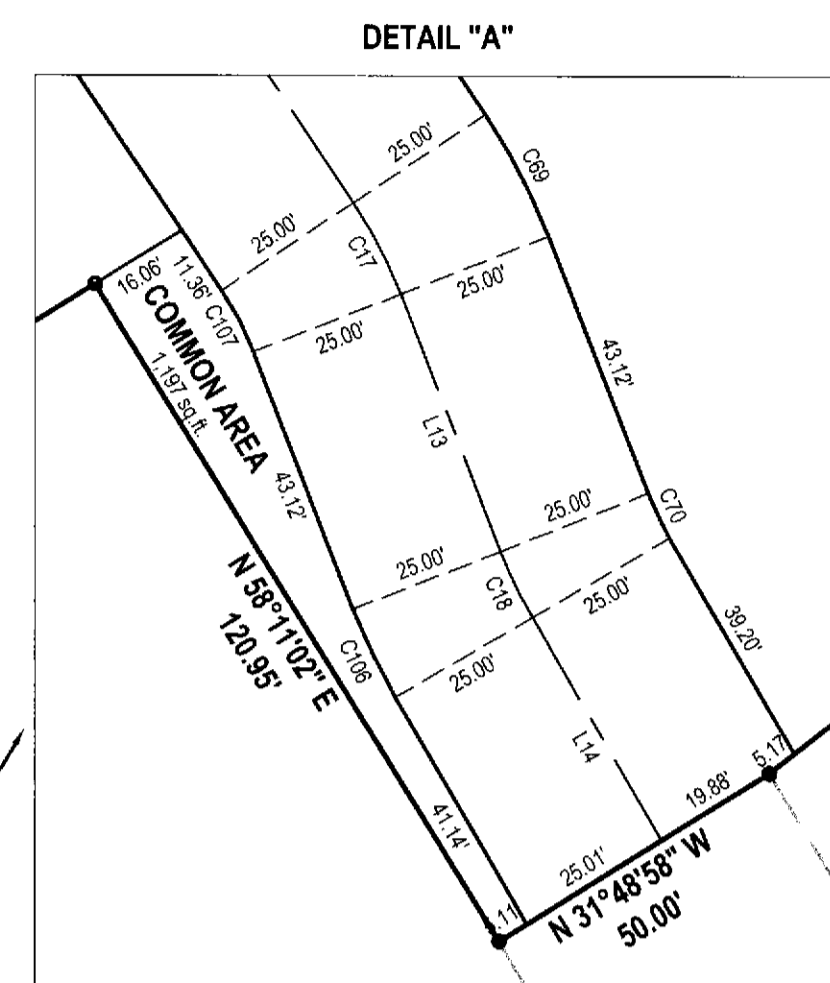 DETAIL "A"
25.00'
C69
25.00'
C17
16.06'
11.36' C107
25.00'
25.00'
COMMON AREA
1,197 sq.ft.
43.12'
L13
43.12'
25.00'
C70
25.00'
C18
25.00'
N 58°11'02" E
120.95'
C106
25.00'
39.20'
L14
5.17'
41.14'
19.88'
25.01'
N 31°48'58" W
50.00'